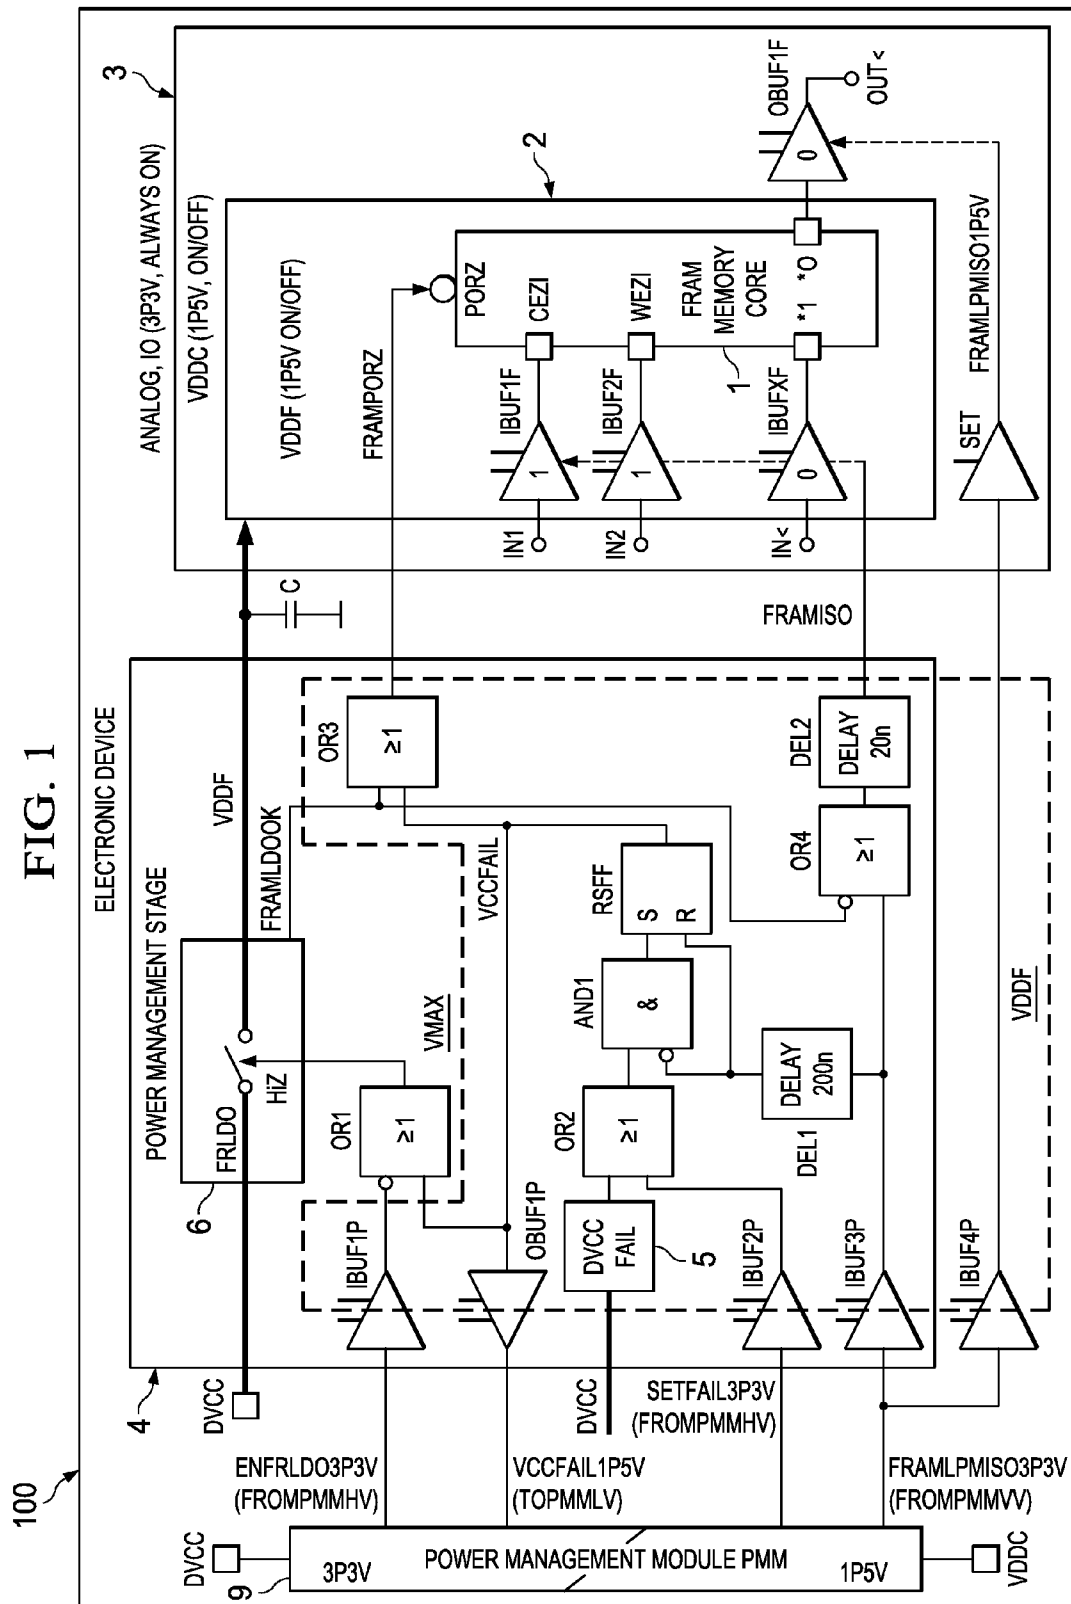 FIG. 1
100
ELECTRONIC DEVICE
3
ANALOG, IO (3P3V, ALWAYS ON)
VDDC (1P5V, ON/OFF)
2
VDDF (1P5V ON/OFF)
4
POWER MANAGEMENT STAGE
DVCC
6
FRLDO
HiZ
VDDF
C
FRAMLDOOK
FRAMPORZ
PORZ
CEZI
WEZI
FRAM
MEMORY
CORE
*1
*O
1
IN1
1
IBUF1F
IN2
1
IBUF2F
IN<
0
IBUFXF
0
OBUF1F
OUT<
OR3
≥1
VMAX
OR1
≥1
IBUF1P
VCCFAIL
OBUF1P
RSFF
S
R
AND1
&
OR2
≥1
DVCC
FAIL
5
DVCC
IBUF2P
DELAY
200n
DEL1
OR4
≥1
DEL2
DELAY
20n
FRAMISO
IBUF3P
IBUF4P
VDDF
SET
FRAMLPMISO1P5V
ENFRLDO3P3V
(FROMPMMHV)
VCCFAIL1P5V
(TOPMMLV)
SETFAIL3P3V
(FROMPMMHV)
FRAMLPMISO3P3V
(FROMPMMVV)
DVCC
9
3P3V
POWER MANAGEMENT MODULE PMM
1P5V
VDDC